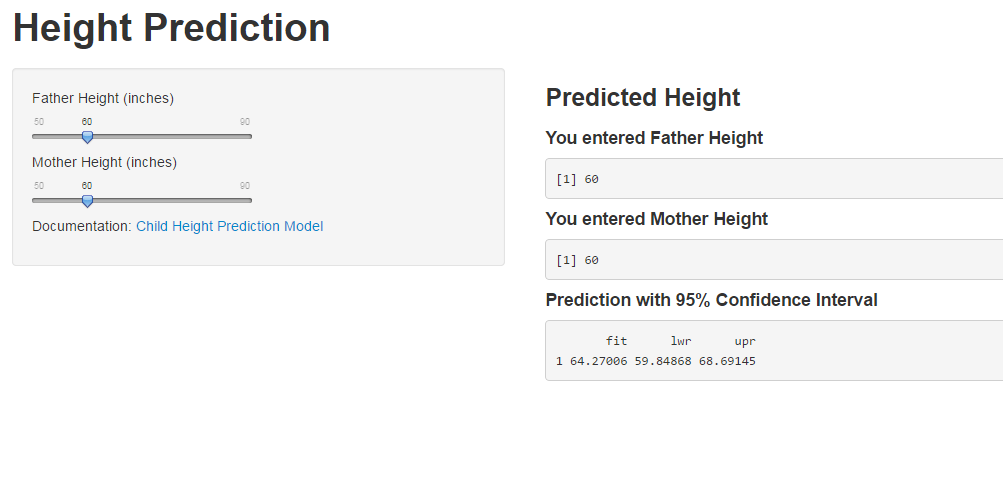 Height Prediction
Father Height (inches)
50 60 90
Mother Height (inches)
50 60 90
Documentation: Child Height Prediction Model
Predicted Height
You entered Father Height
[1] 60
You entered Mother Height
[1] 60
Prediction with 95% Confidence Interval
fit lwr upr
1 64.27006 59.84868 68.69145